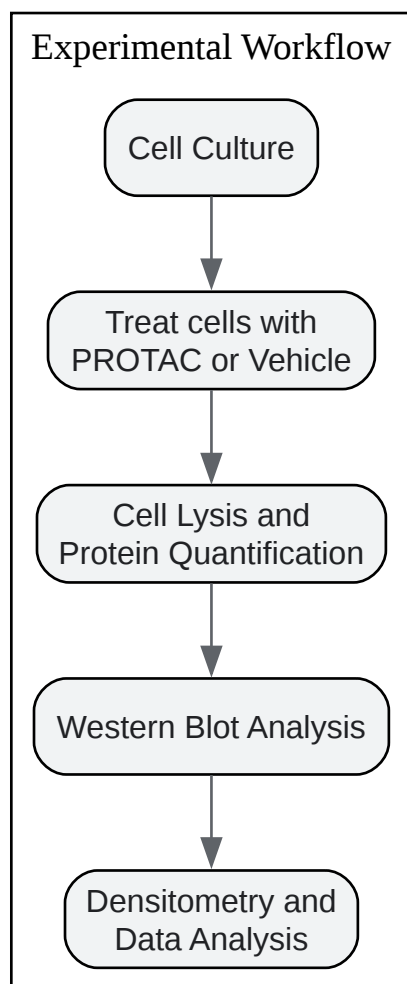 Experimental Workflow
Cell Culture
Treat cells with
PROTAC or Vehicle
Cell Lysis and
Protein Quantification
Western Blot Analysis
Densitometry and
Data Analysis